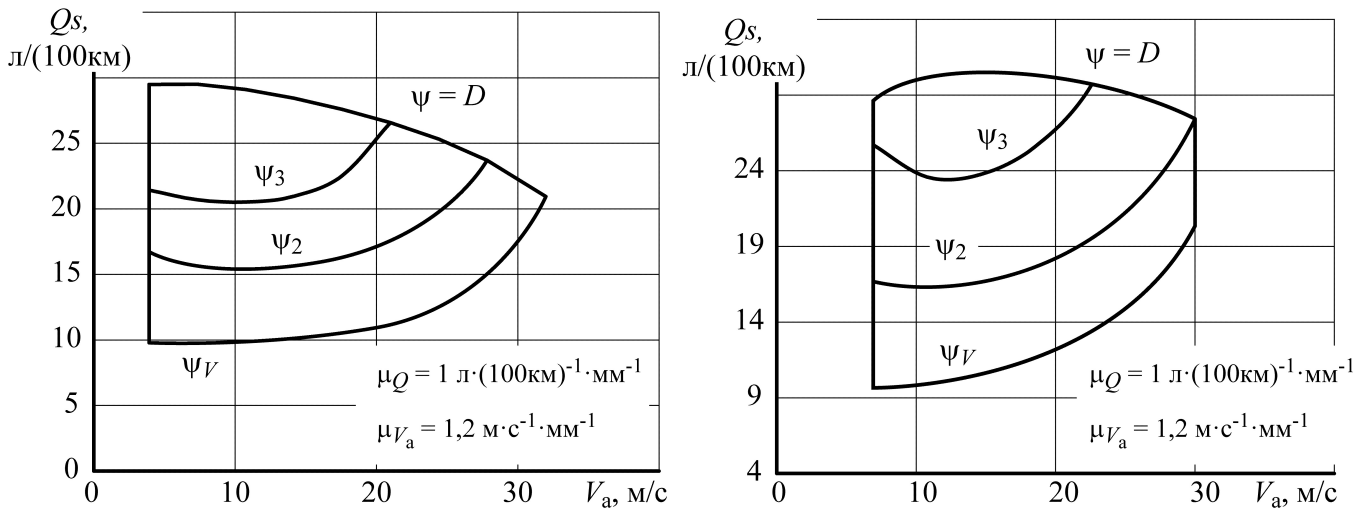 Qs,
л/(100км)
25
20
15
10
5
0
0
10
20
30
Vₐ, м/с
ψ = D
ψ₃
ψ₂
ψV
μQ = 1 л·(100км)⁻¹·мм⁻¹
μVₐ = 1,2 м·с⁻¹·мм⁻¹
Qs,
л/(100км)
24
19
14
9
4
0
10
20
30
Vₐ, м/с
ψ = D
ψ₃
ψ₂
ψV
μQ = 1 л·(100км)⁻¹·мм⁻¹
μVₐ = 1,2 м·с⁻¹·мм⁻¹